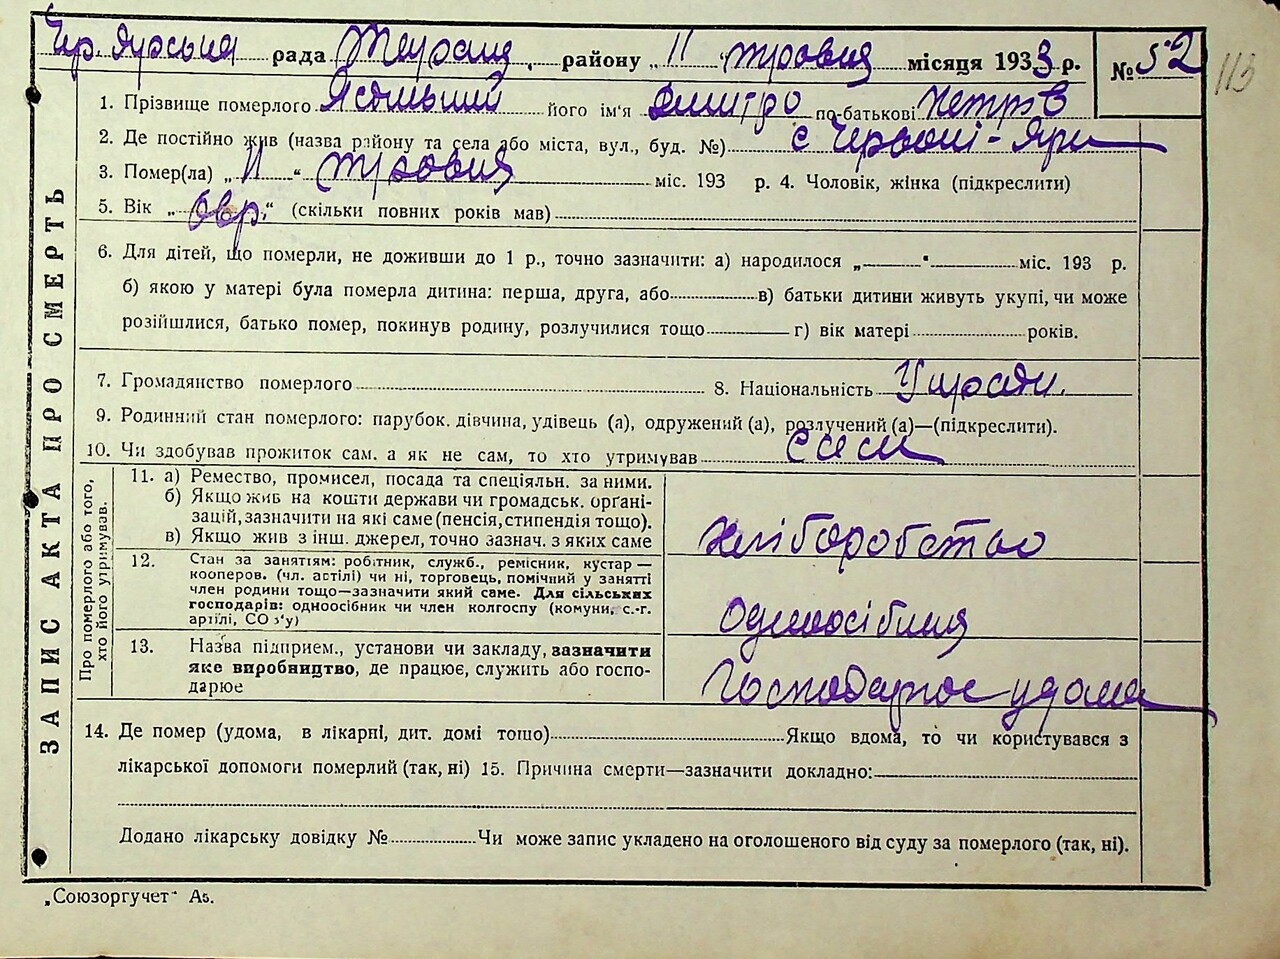 Чер. Ярська рада Таращ. району „ 11 травня місяця 1933 р. № 52
113
1. Прізвище померлого його ім'я Дмитро по-батькові Петров
2. Де постійно жив (назва району та села або міста, вул., буд. №) с Червоні-Яри
3. Помер(ла) „ 11 “ травня міс. 193 р. 4. Чоловік, жінка (підкреслити)
5. Вік „ “ (скільки повних років мав)
6. Для дітей, що померли, не доживши до 1 р., точно зазначити: а) народилося „ “ міс. 193 р.
б) якою у матері була померла дитина: перша, друга, або в) батьки дитини живуть укупі, чи може
розійшлися, батько помер, покинув родину, розлучилися тощо г) вік матері років.
7. Громадянство померлого 8. Національність
9. Родинний стан померлого: парубок. дівчина, удівець (а), одружений (а), розлучений (а)—(підкреслити).
10. Чи здобував прожиток сам. а як не сам, то хто утримував сам
ЗАПИС АКТА ПРО СМЕРТЬ
Про померлого або того,
хто його утримував.
11. а) Ремество, промисел, посада та спеціяльн. за ними.
б) Якщо жив на кошти держави чи громадськ. органі-
зацій, зазначити на які саме (пенсія, стипендія тощо).
в) Якщо жив з інш. джерел, точно зазнач. з яких саме
Хліборобство
12. Стан за занятіям: робітник, служб., ремісник, кустар—
кооперов. (чл. астілі) чи ні, торговець, помічний у занятті
член родини тощо—зазначити який саме. Для сільських
господарів: одноосібник чи член колгоспу (комуни, с.-г.
артілі, СОЗ'у)
13. Назва підприєм., установи чи закладу, зазначити
яке виробництво, де працює, служить або госпо-
дарює
Господарює удома
14. Де помер (удома, в лікарні, дит. домі тощо) Якщо вдома, то чи користувався з
лікарської допомоги померлий (так, ні) 15. Причина смерти—зазначити докладно:
Додано лікарську довідку № Чи може запис укладено на оголошеного від суду за померлого (так, ні).
„Союзоргучет“ А5.